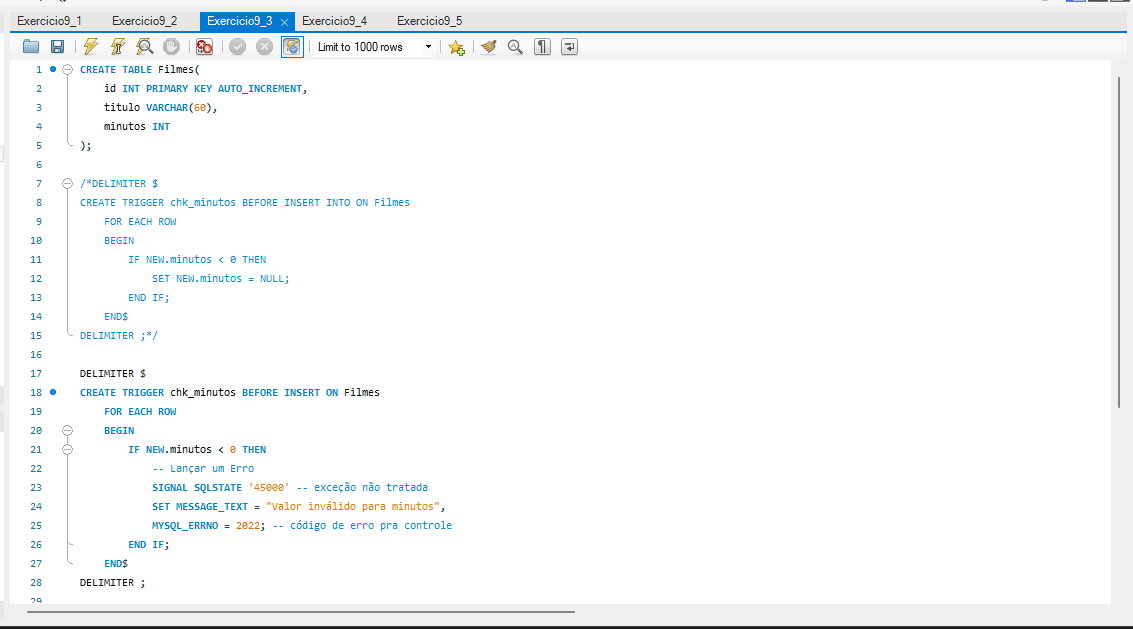 Exercicio9_1 Exercicio9_2 Exercicio9_3 × Exercicio9_4 Exercicio9_5
Limit to 1000 rows
1 CREATE TABLE Filmes(
2 id INT PRIMARY KEY AUTO_INCREMENT,
3 titulo VARCHAR(60),
4 minutos INT
5 );
6
7 /*DELIMITER $
8 CREATE TRIGGER chk_minutos BEFORE INSERT INTO ON Filmes
9 FOR EACH ROW
10 BEGIN
11 IF NEW.minutos < 0 THEN
12 SET NEW.minutos = NULL;
13 END IF;
14 END$
15 DELIMITER ;*/
16
17 DELIMITER $
18 CREATE TRIGGER chk_minutos BEFORE INSERT ON Filmes
19 FOR EACH ROW
20 BEGIN
21 IF NEW.minutos < 0 THEN
22 -- Lançar um Erro
23 SIGNAL SQLSTATE '45000' -- exceção não tratada
24 SET MESSAGE_TEXT = "Valor inválido para minutos",
25 MYSQL_ERRNO = 2022; -- código de erro pra controle
26 END IF;
27 END$
28 DELIMITER ;
29